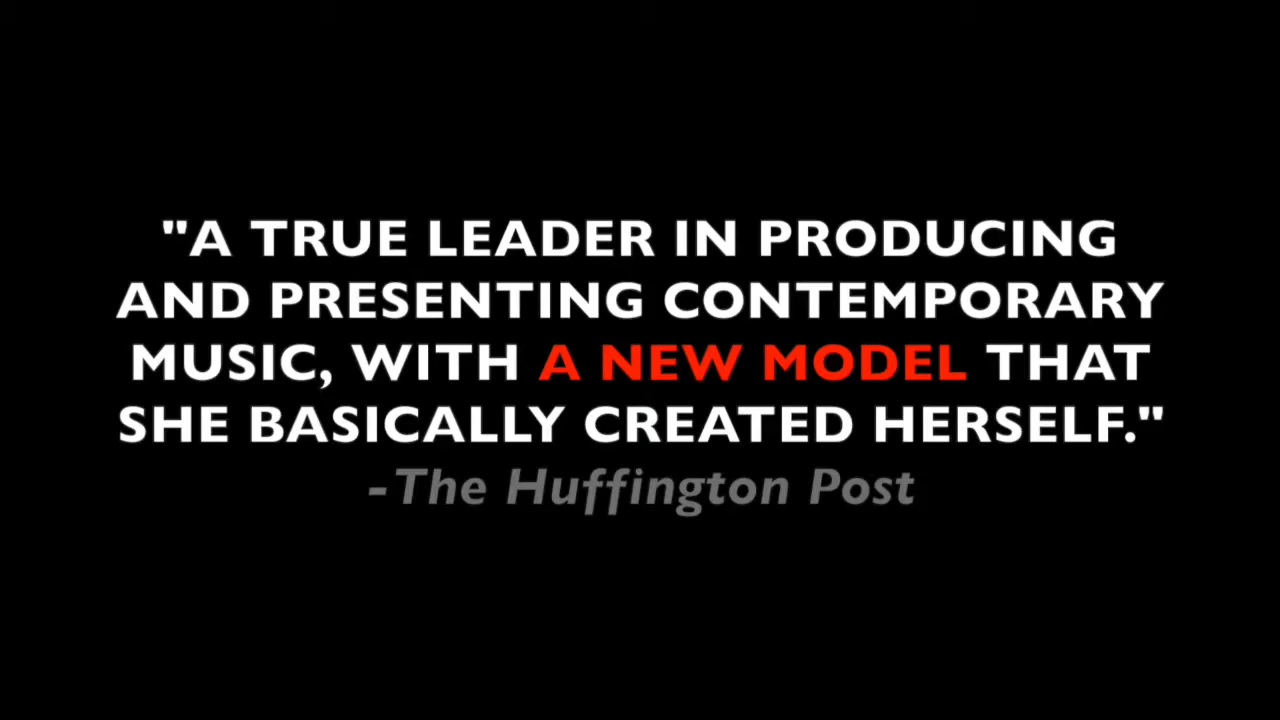 "A TRUE LEADER IN PRODUCING
AND PRESENTING CONTEMPORARY
MUSIC, WITH A NEW MODEL THAT
SHE BASICALLY CREATED HERSELF."
-The Huffington Post